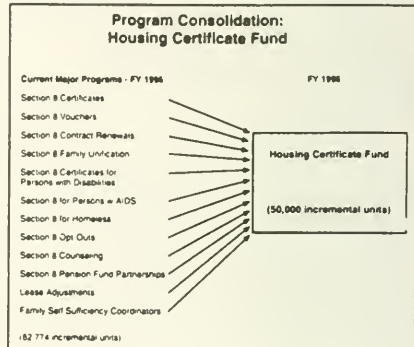 Program Consolidation:
Housing Certificate Fund
Current Major Programs - FY 1996
FY 1996
Section 8 Certificates
Section 8 Vouchers
Section 8 Contract Renewals
Section 8 Family Unification
Section 8 Certificates for
Persons with Disabilities
Section 8 for Persons w AIDS
Section 8 for Homeless
Section 8 Opt Outs
Section 8 Counseling
Section 8 Pension Fund Partnerships
Lease Adjustments
Family Self Sufficiency Coordinators
(82 774 incremental units)
Housing Certificate Fund
(50,000 incremental units)